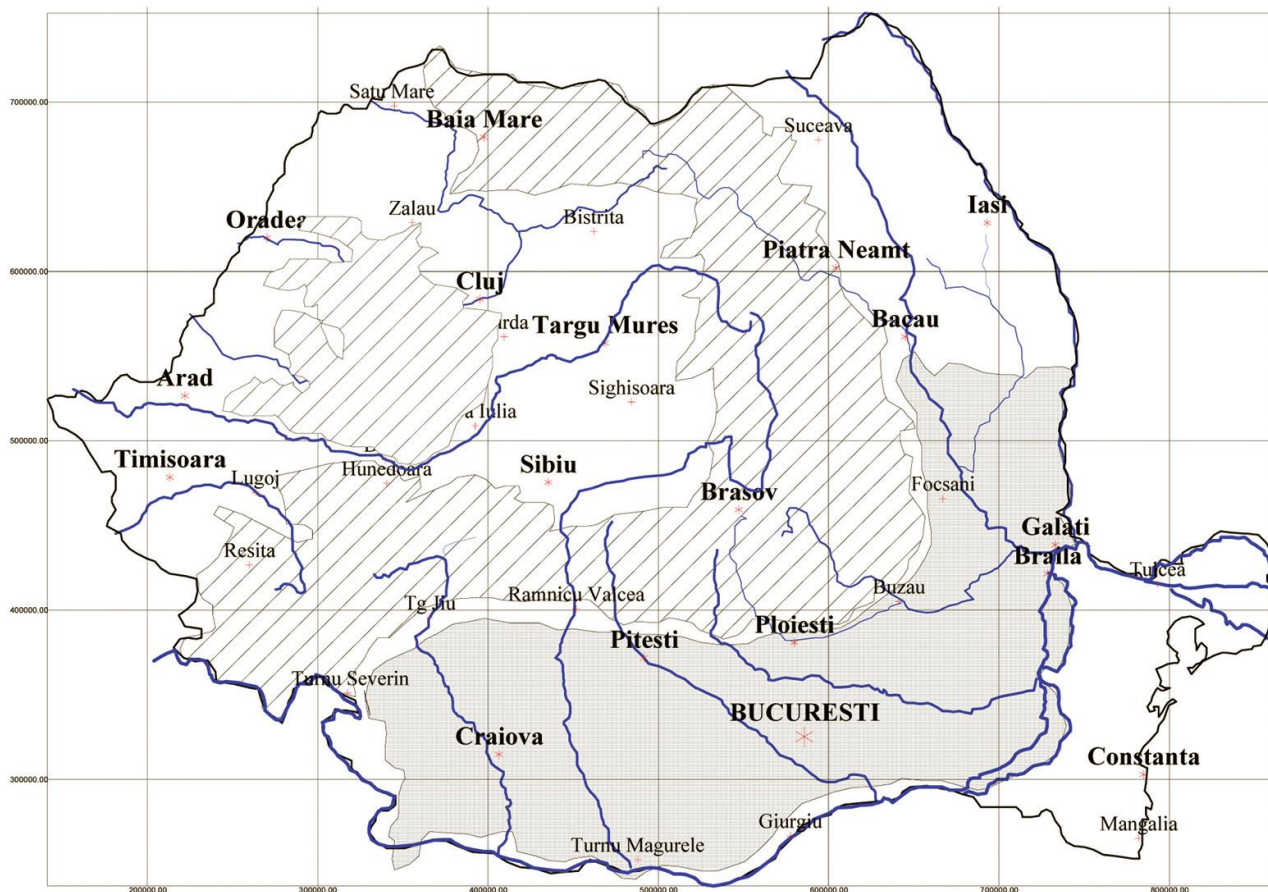 700000.00
Satu Mare
Baia Mare
Suceava
Zalau
Bistrita
Oradea
Iasi
Piatra Neamt
600000.00
Cluj
Targu Mures
Bacau
Arad
Sighisoara
a Iulia
500000.00
Timisoara
Lugoj
Hunedoara
Sibiu
Brasov
Focsani
Galati
Braila
Resita
Tulcea
Tg Jiu
Ramnicu Valcea
Buzau
400000.00
Pitesti
Ploiesti
Turnu Severin
BUCURESTI
Craiova
Constanta
300000.00
Giurgiu
Mangalia
Turnu Magurele
200000.00 300000.00 400000.00 500000.00 600000.00 700000.00 800000.00